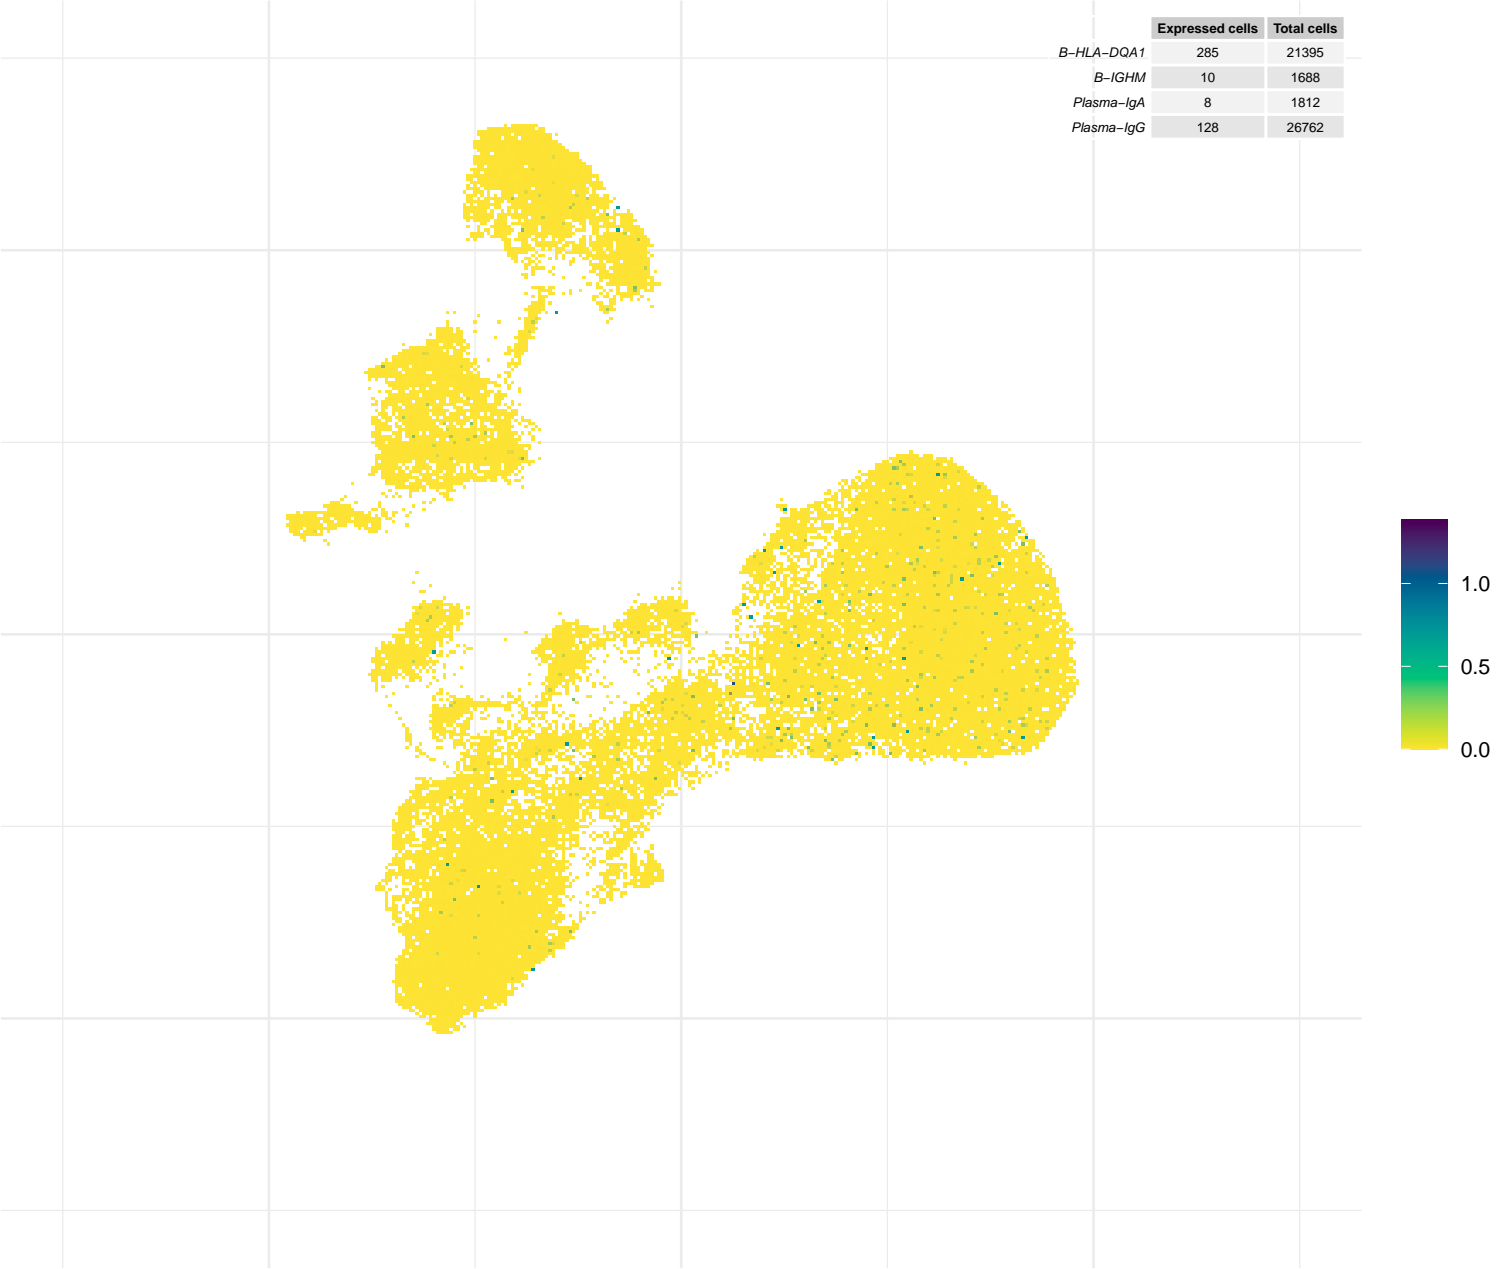 Expressed cells Total cells
B−HLA−DQA1 285 21395
B−IGHM 10 1688
Plasma−IgA 8 1812
Plasma−IgG 128 26762
1.0
0.5
0.0